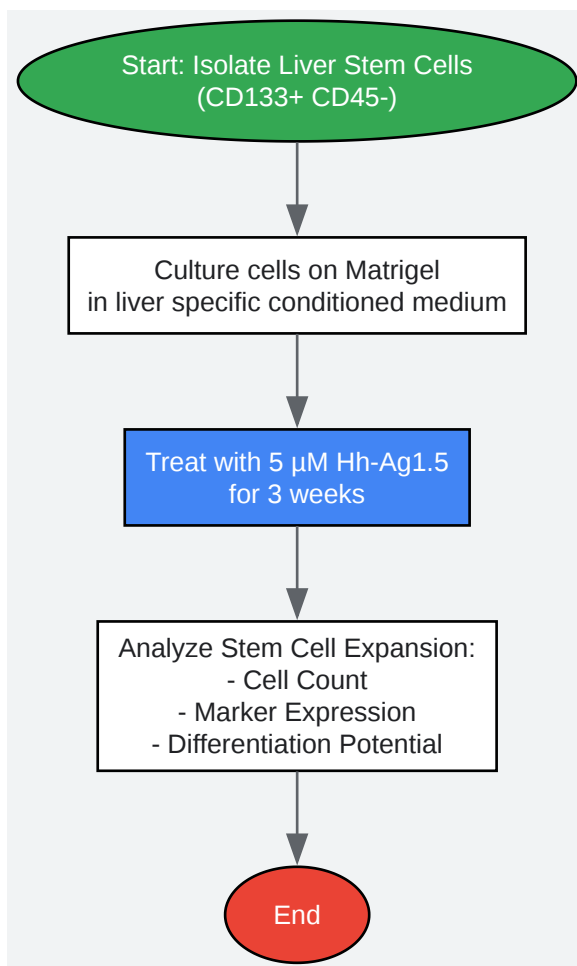 Start: Isolate Liver Stem Cells
(CD133+ CD45-)
Culture cells on Matrigel
in liver specific conditioned medium
Treat with 5 µM Hh-Ag1.5
for 3 weeks
Analyze Stem Cell Expansion:
- Cell Count
- Marker Expression
- Differentiation Potential
End